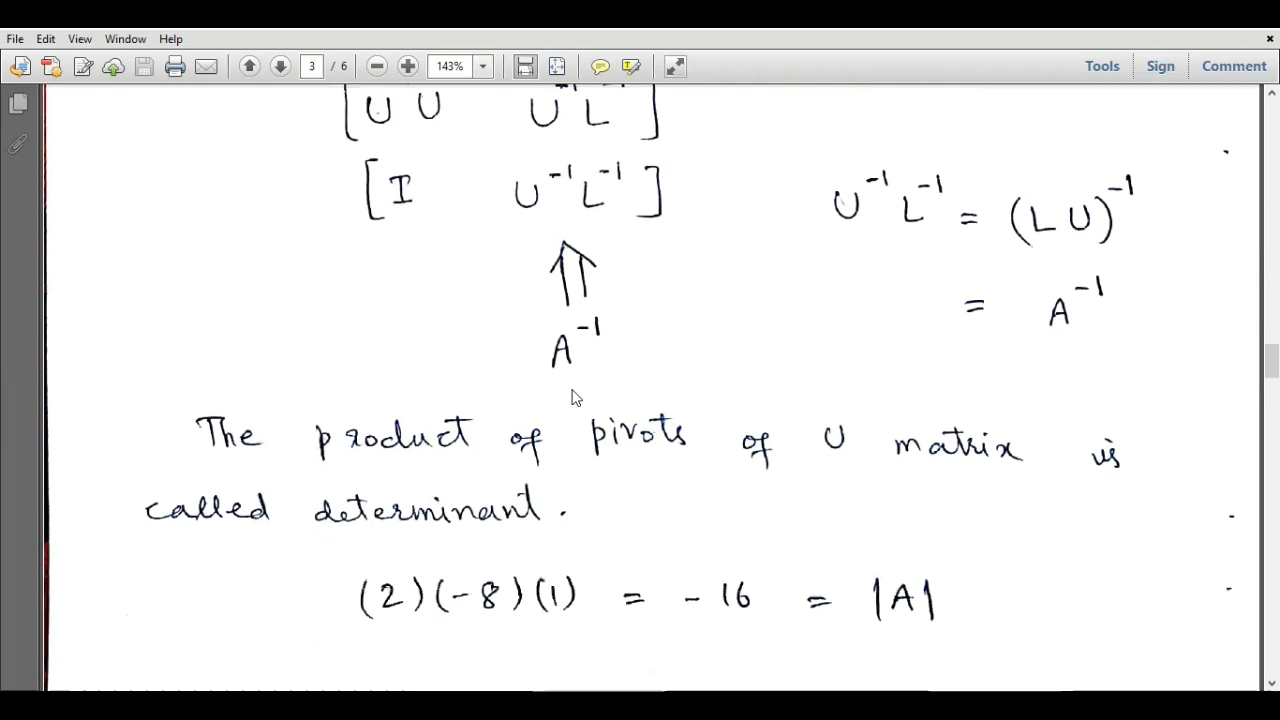 File Edit View Window Help
3 / 6 143% Tools Sign Comment
[U⁻¹U U⁻¹L⁻¹]
[I U⁻¹L⁻¹]
U⁻¹L⁻¹ = (LU)⁻¹
= A⁻¹
A⁻¹
The product of pivots of U matrix is
called determinant.
(2)(-8)(1) = -16 = |A|